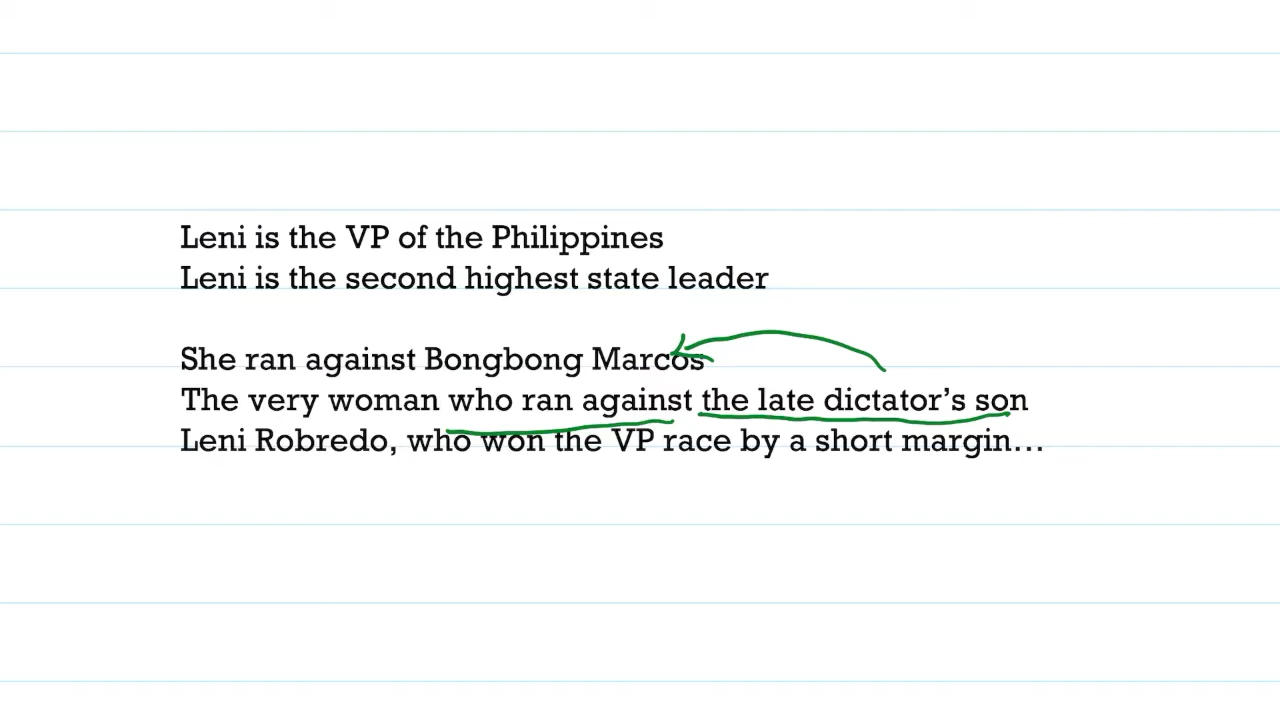 Leni is the VP of the Philippines
Leni is the second highest state leader
She ran against Bongbong Marcos
The very woman who ran against the late dictator’s son
Leni Robredo, who won the VP race by a short margin…